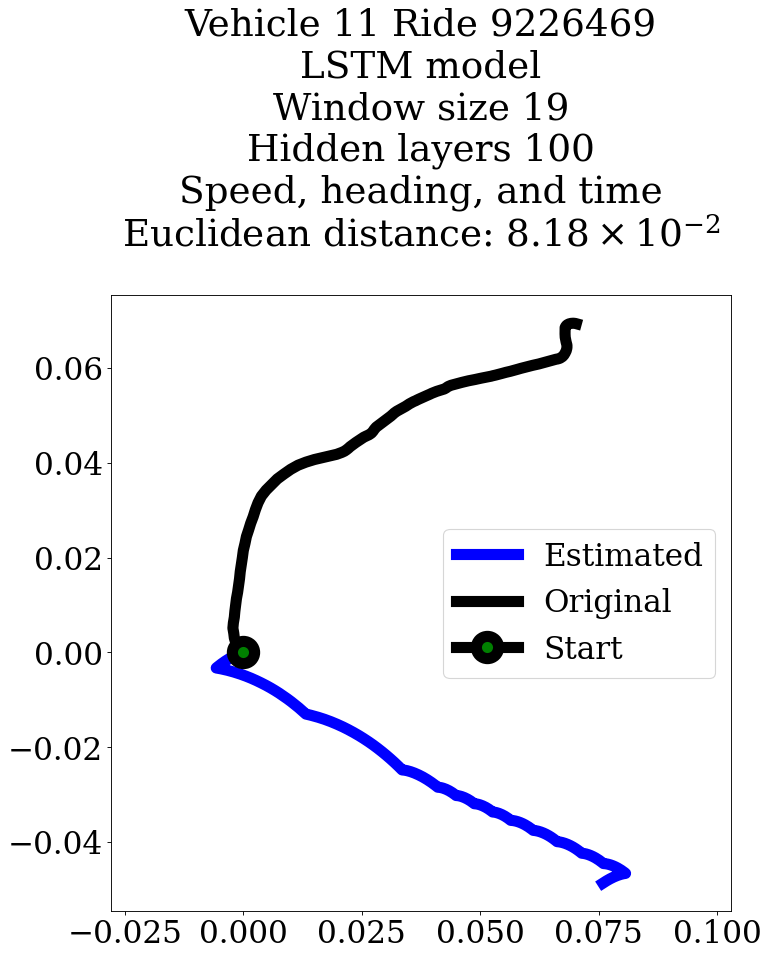 Vehicle 11 Ride 9226469
LSTM model
Window size 19
Hidden layers 100
Speed, heading, and time
Euclidean distance: 8.18 × 10⁻²
0.06
0.04
0.02
0.00
−0.02
−0.04
Estimated
Original
Start
−0.025 0.000 0.025 0.050 0.075 0.100